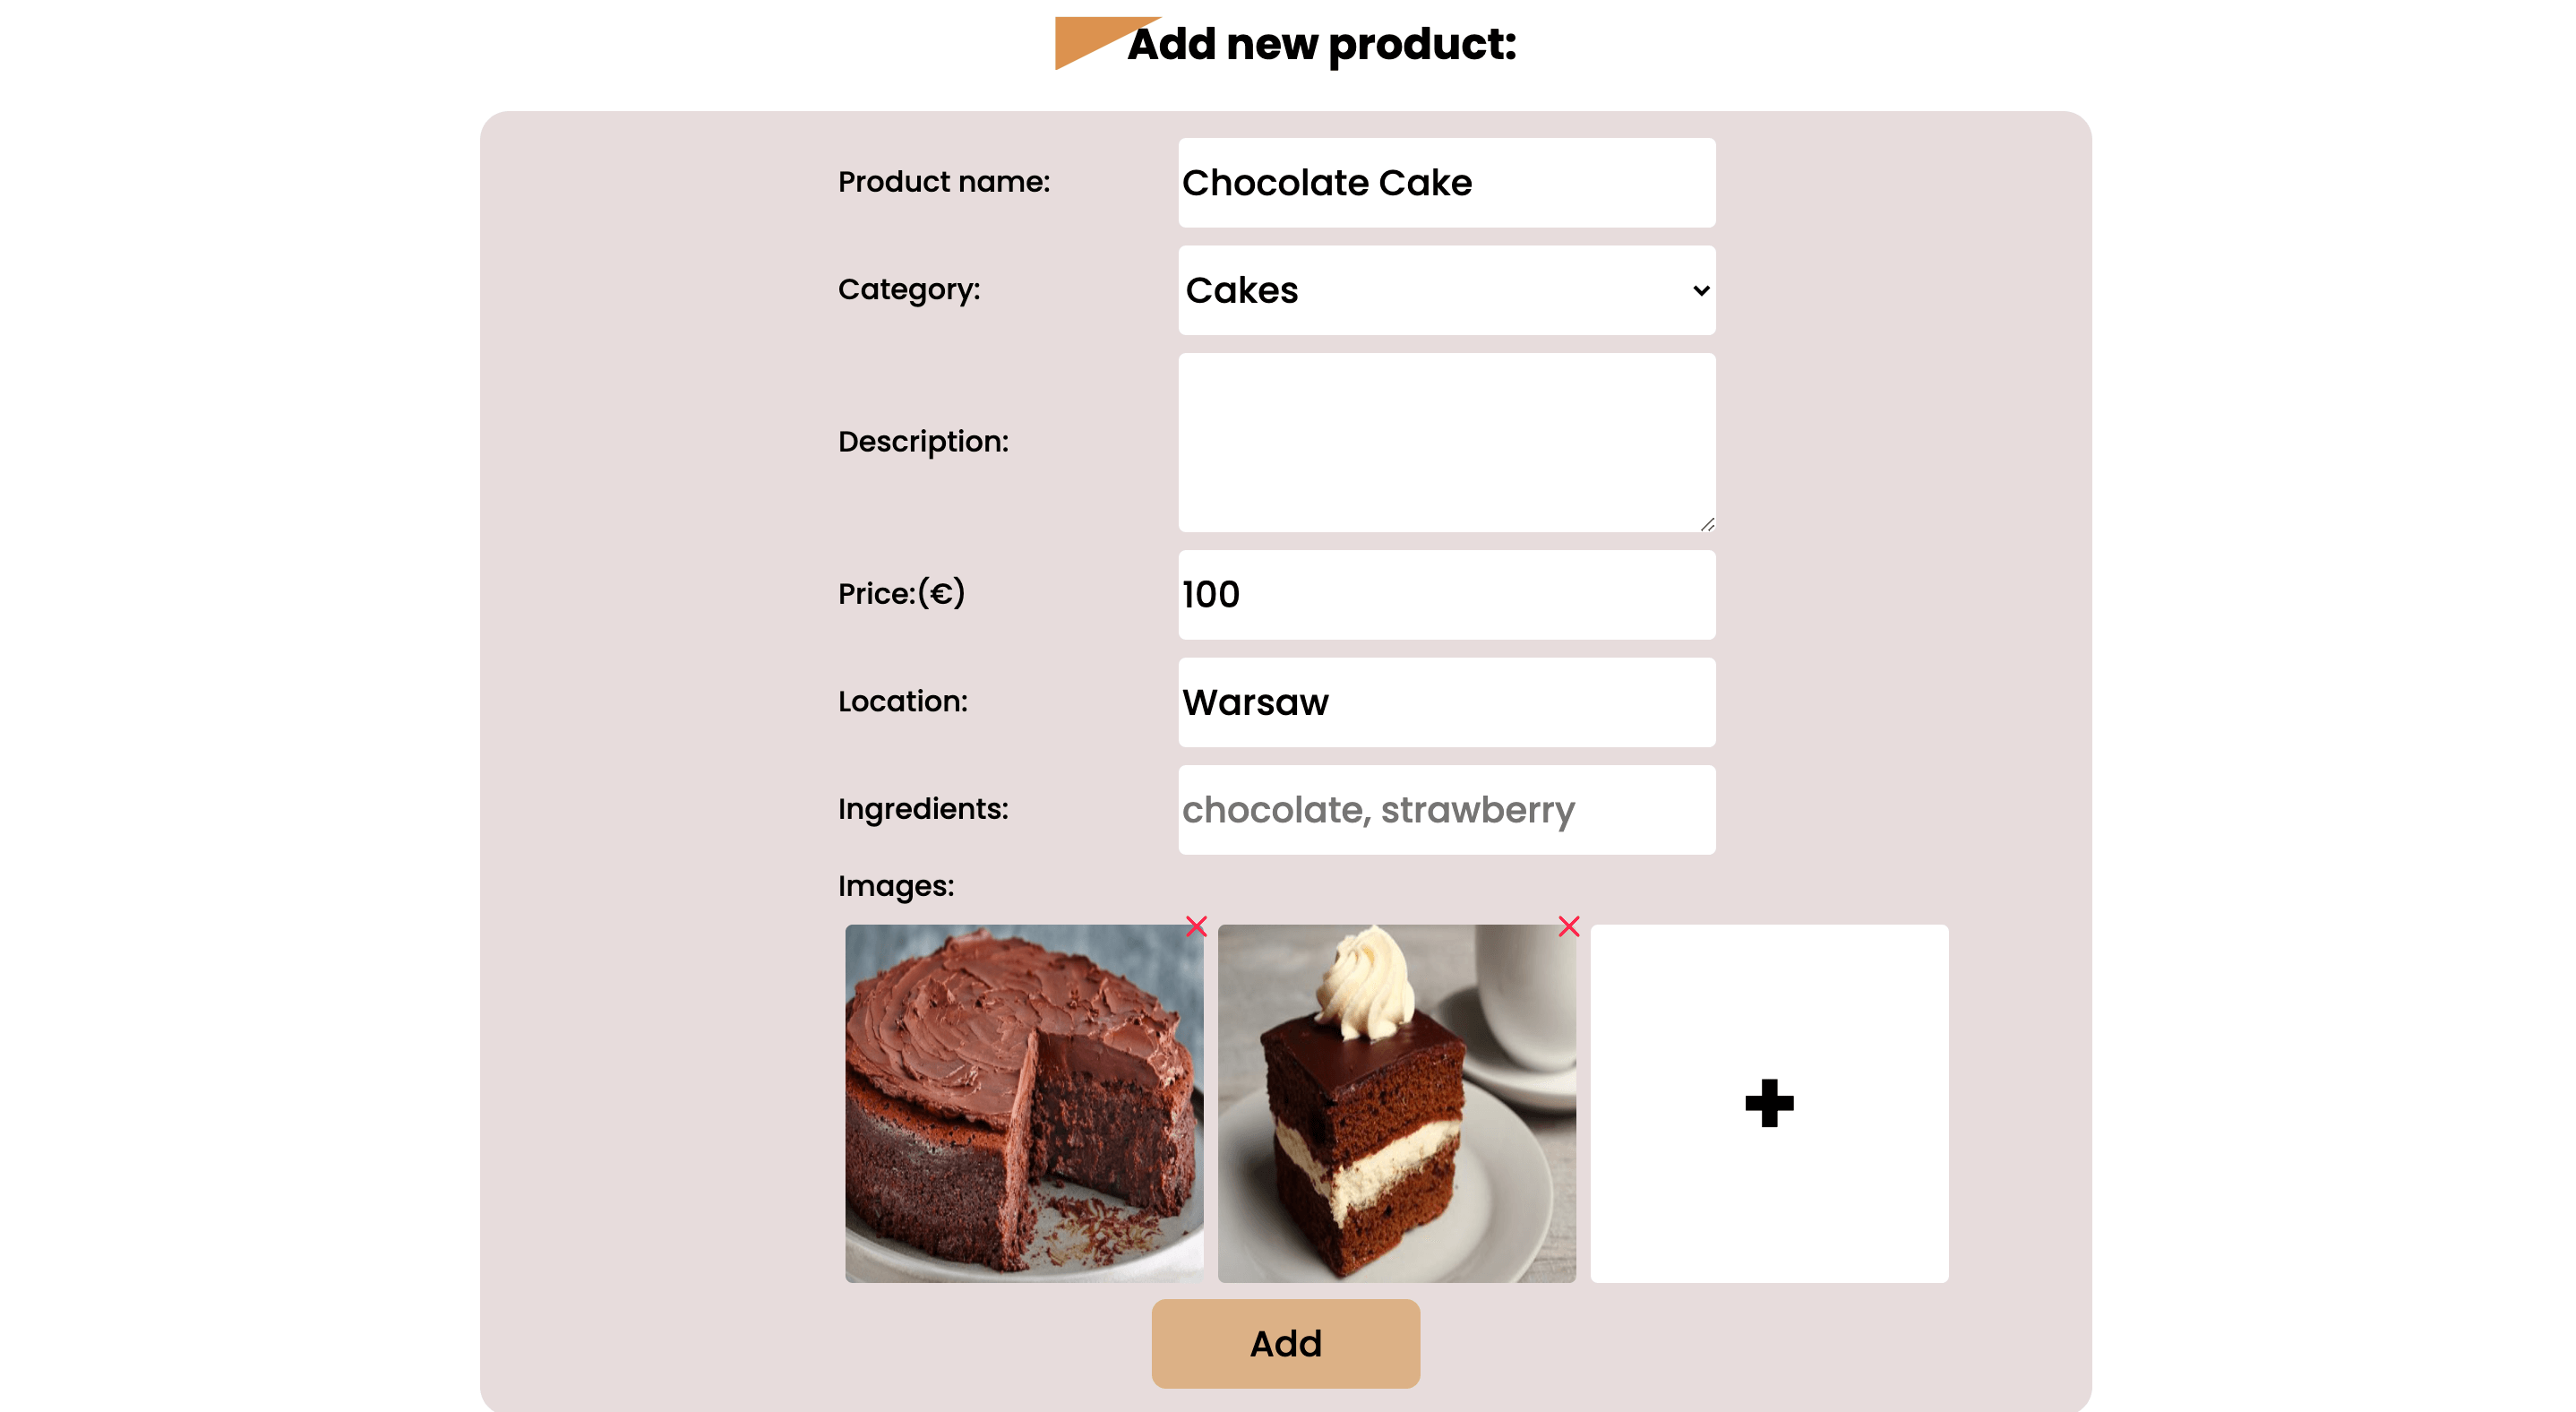 Add new product:
Product name:
Chocolate Cake
Category:
Cakes
Description:
Price:(€)
100
Location:
Warsaw
Ingredients:
chocolate, strawberry
Images:
Add